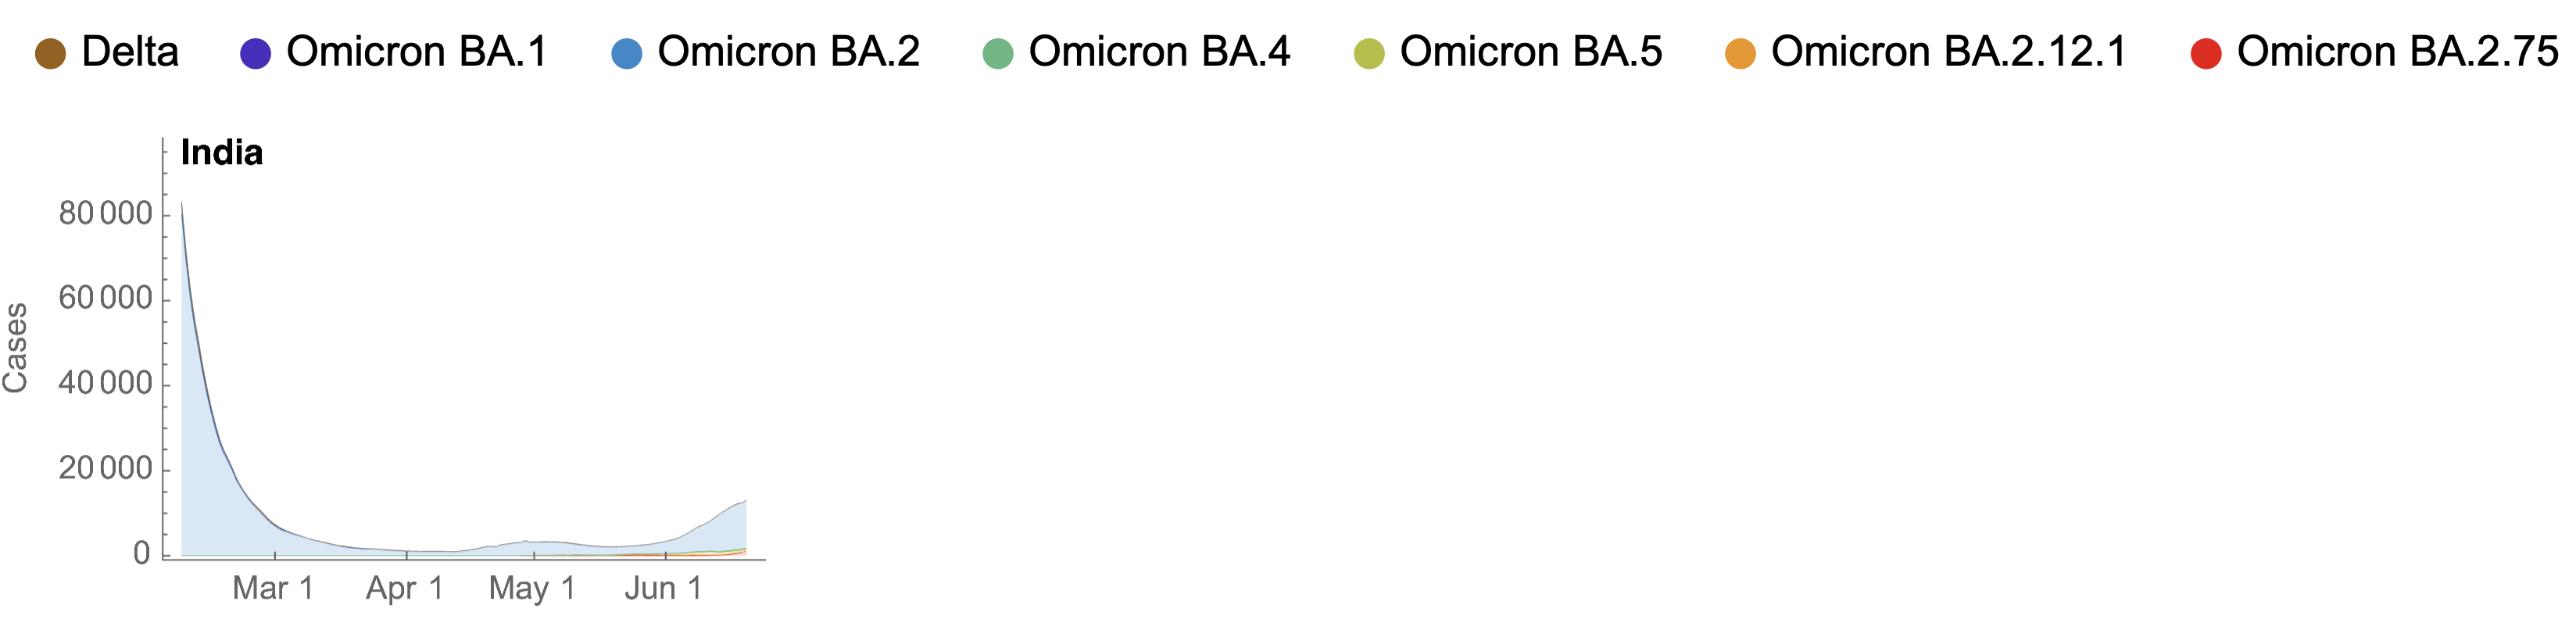 Delta Omicron BA.1 Omicron BA.2 Omicron BA.4 Omicron BA.5 Omicron BA.2.12.1 Omicron BA.2.75
India
80 000
60 000
Cases
40 000
20 000
0
Mar 1 Apr 1 May 1 Jun 1